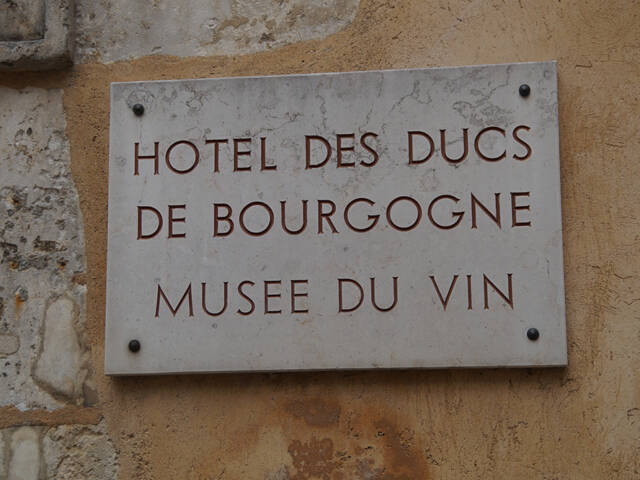 HOTEL DES DUCS
DE BOURGOGNE
MUSEE DU VIN